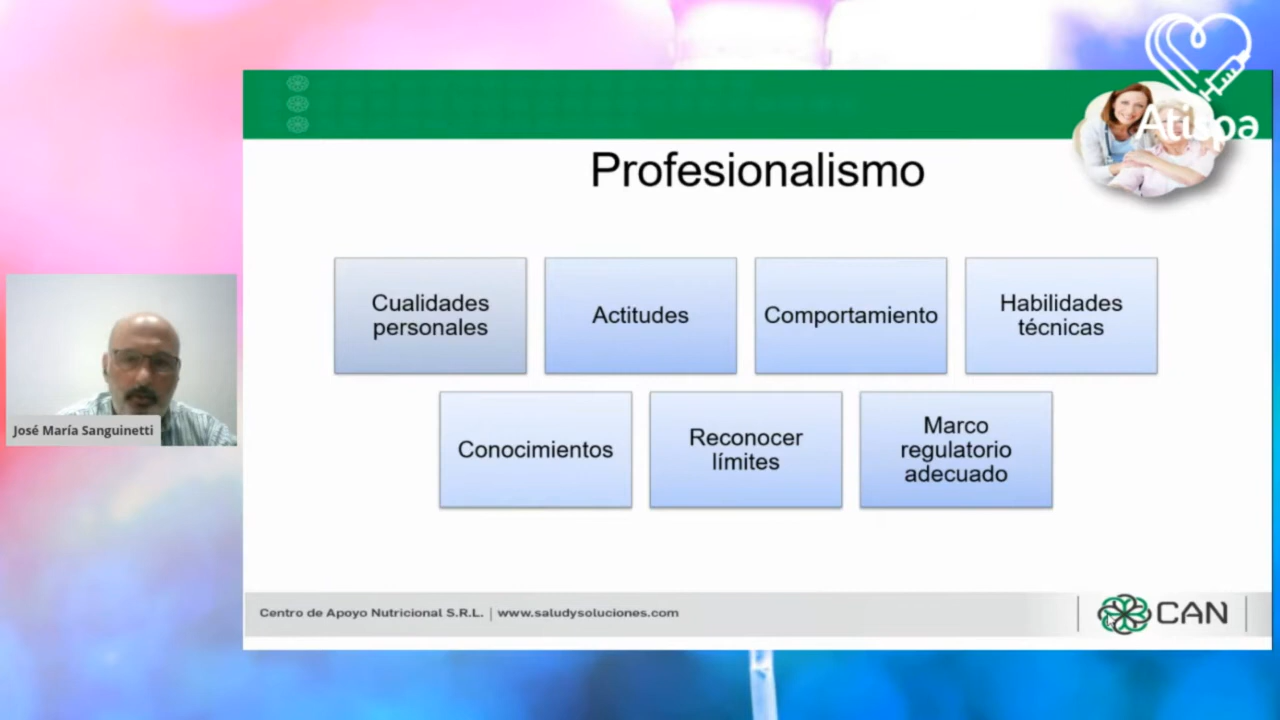 Atispa
Profesionalismo
Cualidades
personales
Actitudes
Comportamiento
Habilidades
técnicas
Conocimientos
Reconocer
límites
Marco
regulatorio
adecuado
José María Sanguinetti
Centro de Apoyo Nutricional S.R.L. | www.saludysoluciones.com
CAN